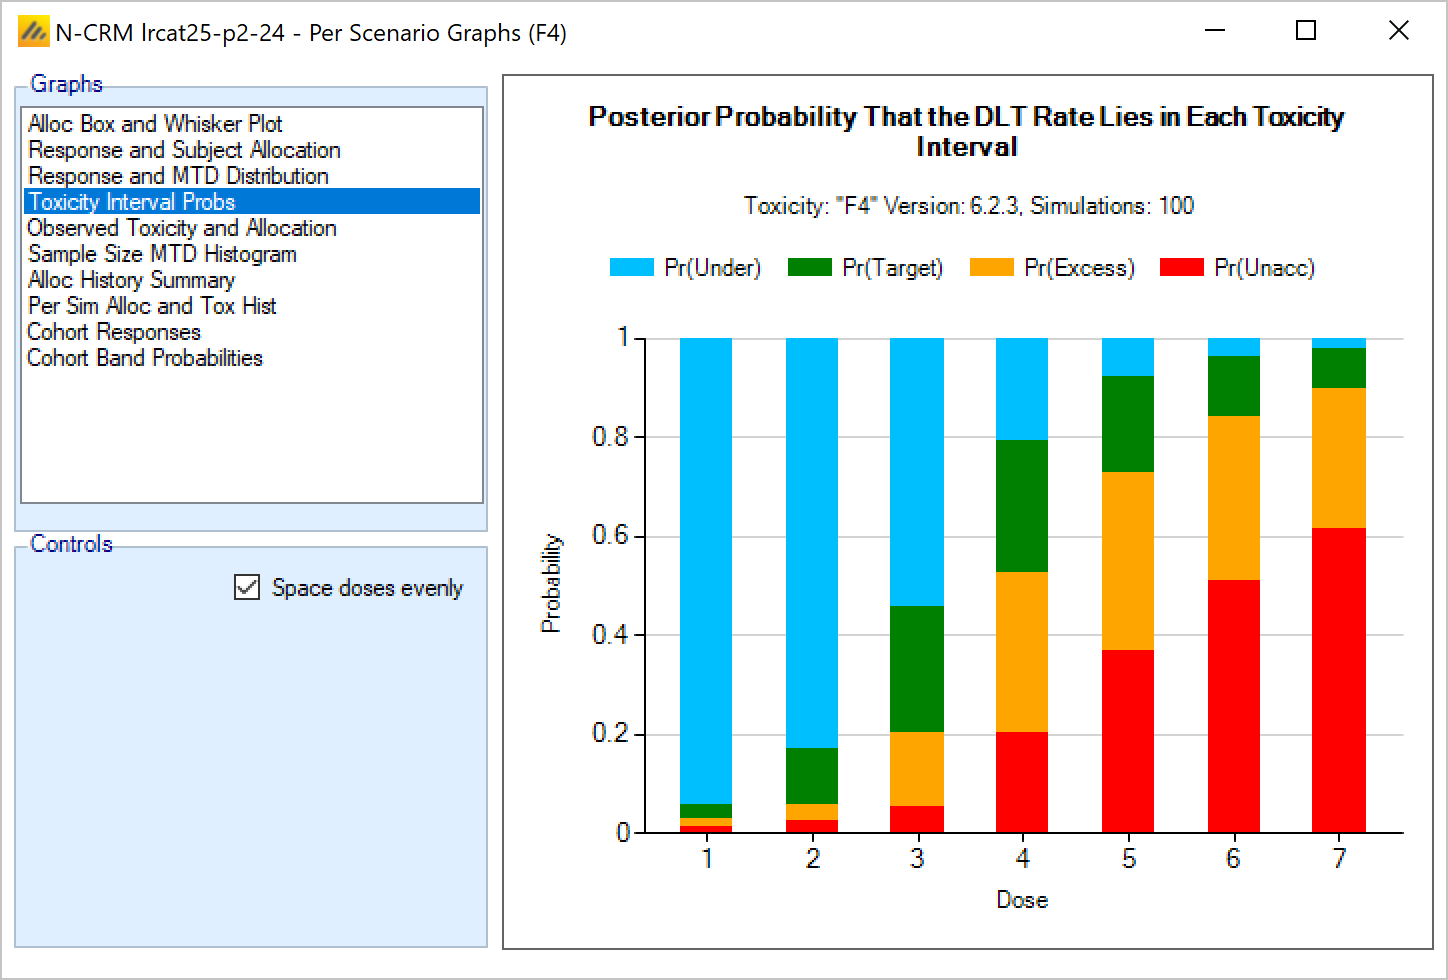 N-CRM lrcat25-p2-24 - Per Scenario Graphs (F4)
Graphs
Alloc Box and Whisker Plot
Response and Subject Allocation
Response and MTD Distribution
Toxicity Interval Probs
Observed Toxicity and Allocation
Sample Size MTD Histogram
Alloc History Summary
Per Sim Alloc and Tox Hist
Cohort Responses
Cohort Band Probabilities
Controls
Space doses evenly
Posterior Probability That the DLT Rate Lies in Each Toxicity
Interval
Toxicity: "F4" Version: 6.2.3, Simulations: 100
Pr(Under) Pr(Target) Pr(Excess) Pr(Unacc)
1
0.8
0.6
0.4
0.2
0
Probability
1 2 3 4 5 6 7
Dose